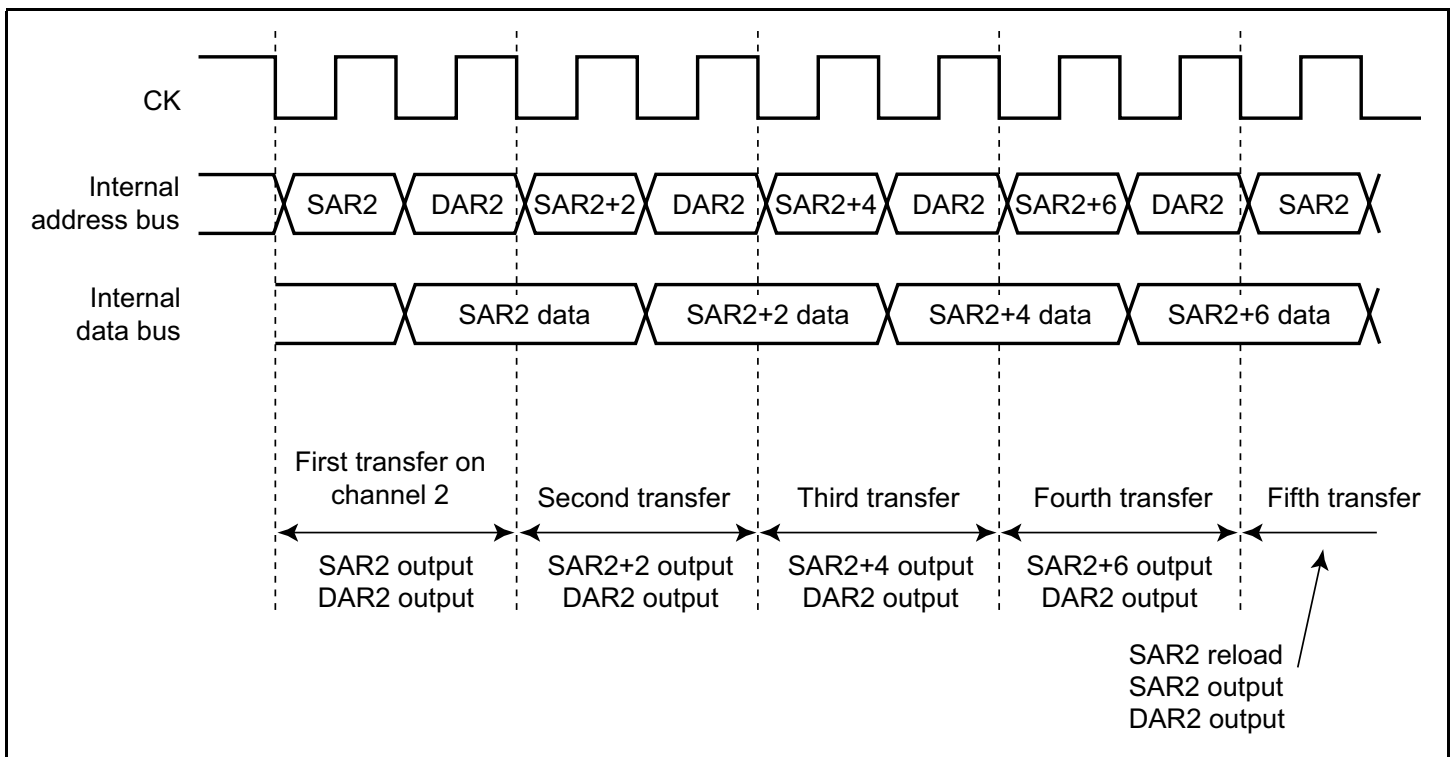 CK
Internal
address bus
SAR2 DAR2 SAR2+2 DAR2 SAR2+4 DAR2 SAR2+6 DAR2 SAR2
Internal
data bus
SAR2 data SAR2+2 data SAR2+4 data SAR2+6 data
First transfer on
channel 2
Second transfer
Third transfer
Fourth transfer
Fifth transfer
SAR2 output
DAR2 output
SAR2+2 output
DAR2 output
SAR2+4 output
DAR2 output
SAR2+6 output
DAR2 output
SAR2 reload
SAR2 output
DAR2 output